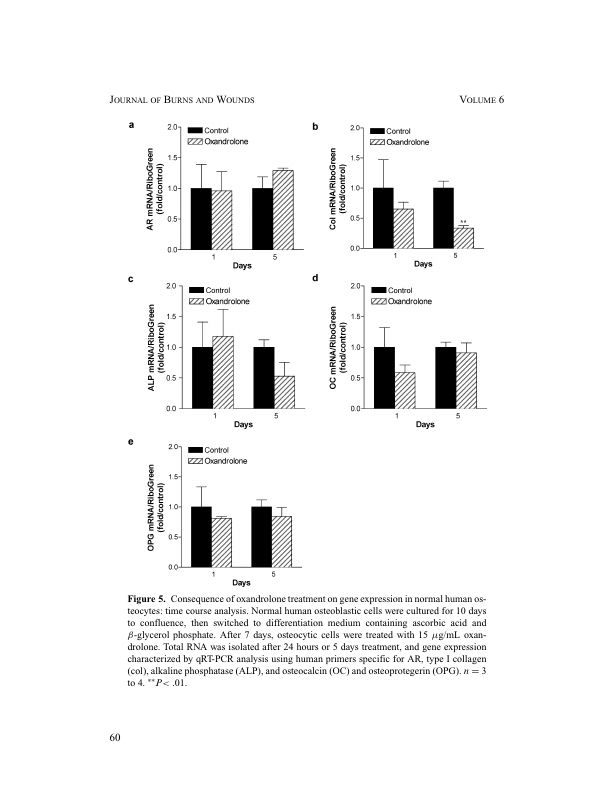 JOURNAL OF BURNS AND WOUNDS VOLUME 6
a
2.0
1.5
1.0
0.5
0.0
AR mRNA/RiboGreen
(fold/control)
Control
Oxandrolone
1 5
Days
b
2.0
1.5
1.0
0.5
0.0
Col mRNA/RiboGreen
(fold/control)
Control
Oxandrolone
**
1 5
Days
c
2.0
1.5
1.0
0.5
0.0
ALP mRNA/RiboGreen
(fold/control)
Control
Oxandrolone
1 5
Days
d
2.0
1.5
1.0
0.5
0.0
OC mRNA/RiboGreen
(fold/control)
Control
Oxandrolone
1 5
Days
e
2.0
1.5
1.0
0.5
0.0
OPG mRNA/RiboGreen
(fold/control)
Control
Oxandrolone
1 5
Days
Figure 5. Consequence of oxandrolone treatment on gene expression in normal human os-
teocytes: time course analysis. Normal human osteoblastic cells were cultured for 10 days
to confluence, then switched to differentiation medium containing ascorbic acid and
β-glycerol phosphate. After 7 days, osteocytic cells were treated with 15 μg/mL oxan-
drolone. Total RNA was isolated after 24 hours or 5 days treatment, and gene expression
characterized by qRT-PCR analysis using human primers specific for AR, type I collagen
(col), alkaline phosphatase (ALP), and osteocalcin (OC) and osteoprotegerin (OPG). n = 3
to 4. **P< .01.
60